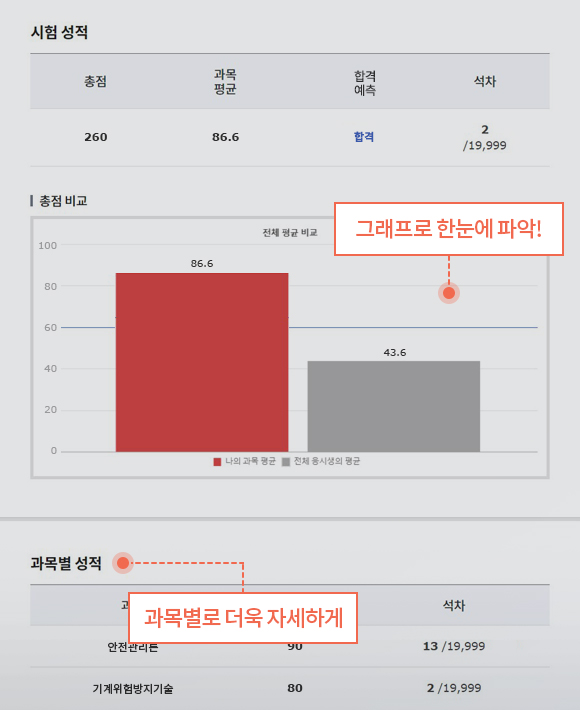 시험 성적
총점 과목 평균 합격 예측 석차
260 86.6 합격 2 /19,999
총점 비교
그래프로 한눈에 파악!
전체 평균 비교
100
80
60
40
20
0
86.6
43.6
나의 과목 평균 전체 응시생의 평균
과목별 성적
과목별로 더욱 자세하게
석차
안전관리론 90 13 /19,999
기계위험방지기술 80 2 /19,999